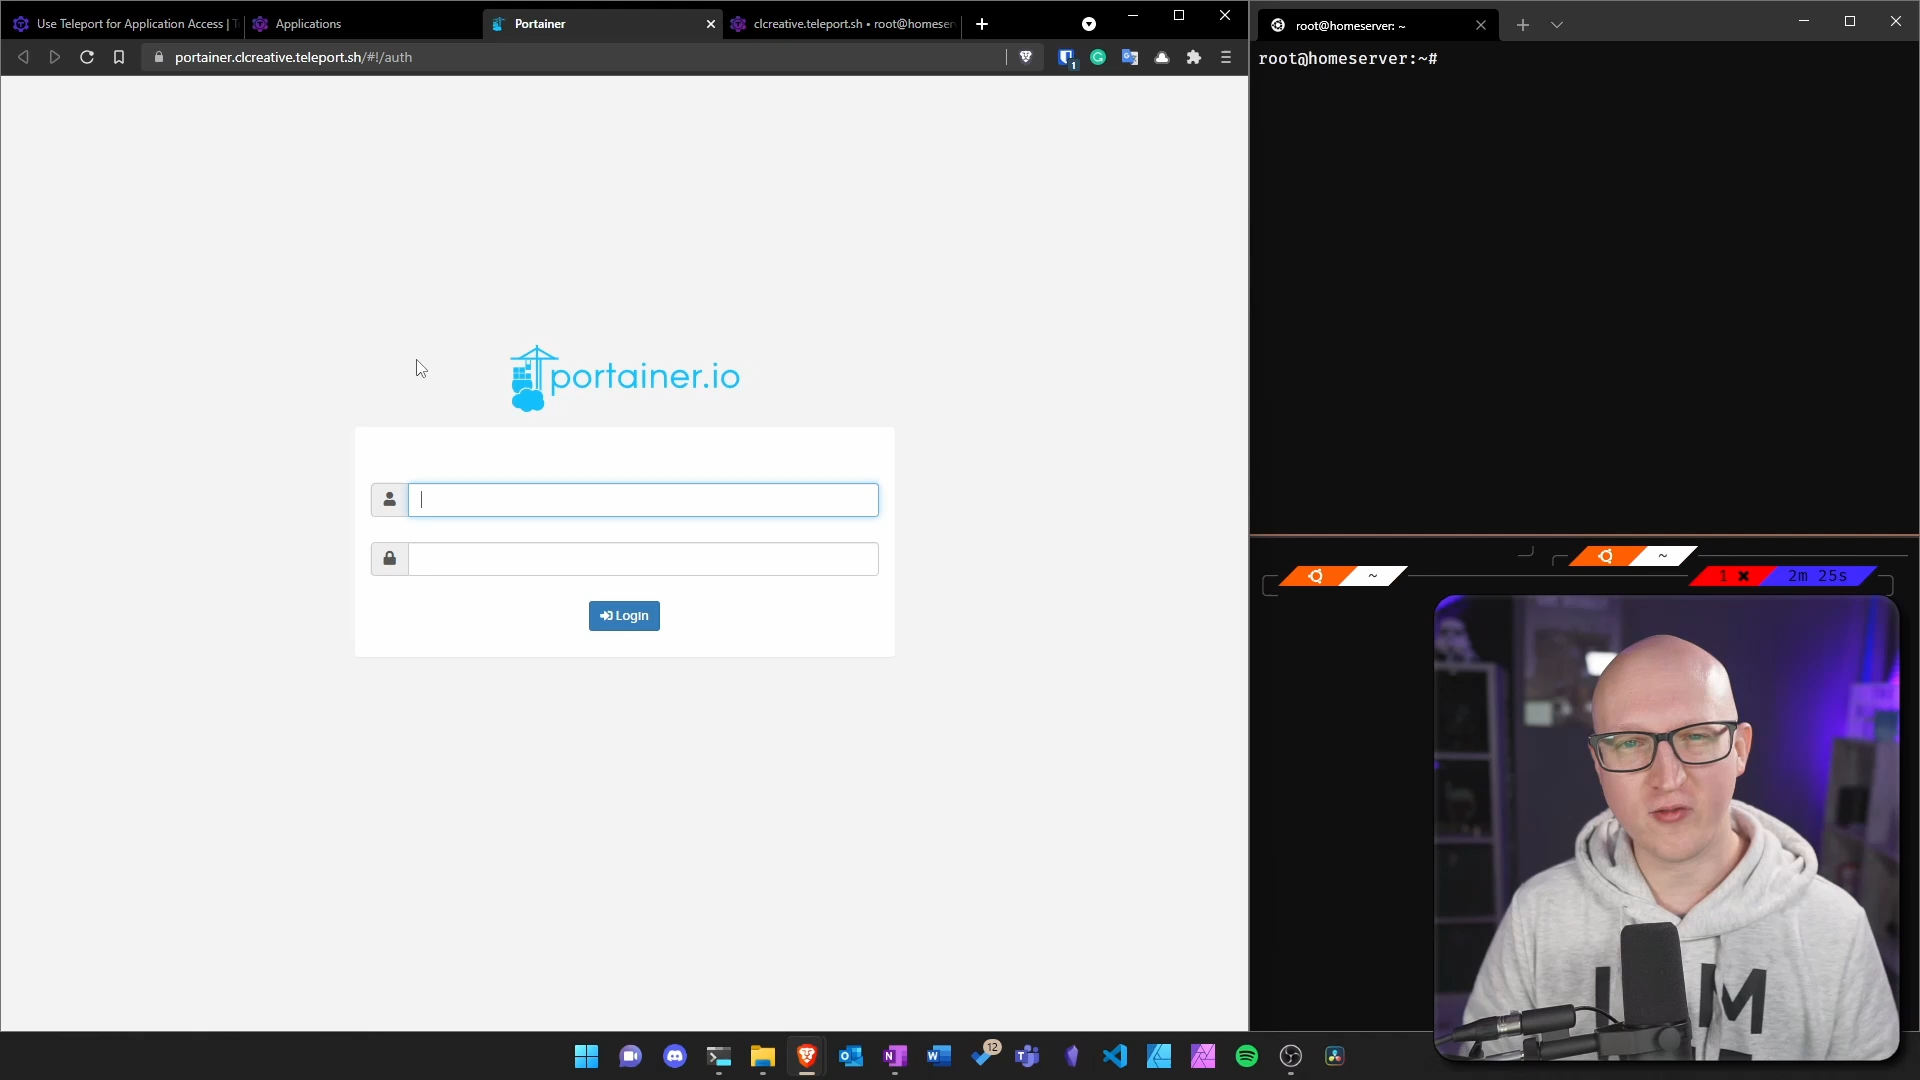 Use Teleport for Application Access | T
Applications
Portainer
clcreative.teleport.sh • root@homeser
portainer.clcreative.teleport.sh/#!/auth
1
root@homeserver: ~
root@homeserver:~#
portainer.io
Login
~
~
1 ✖ 2m 25s
12